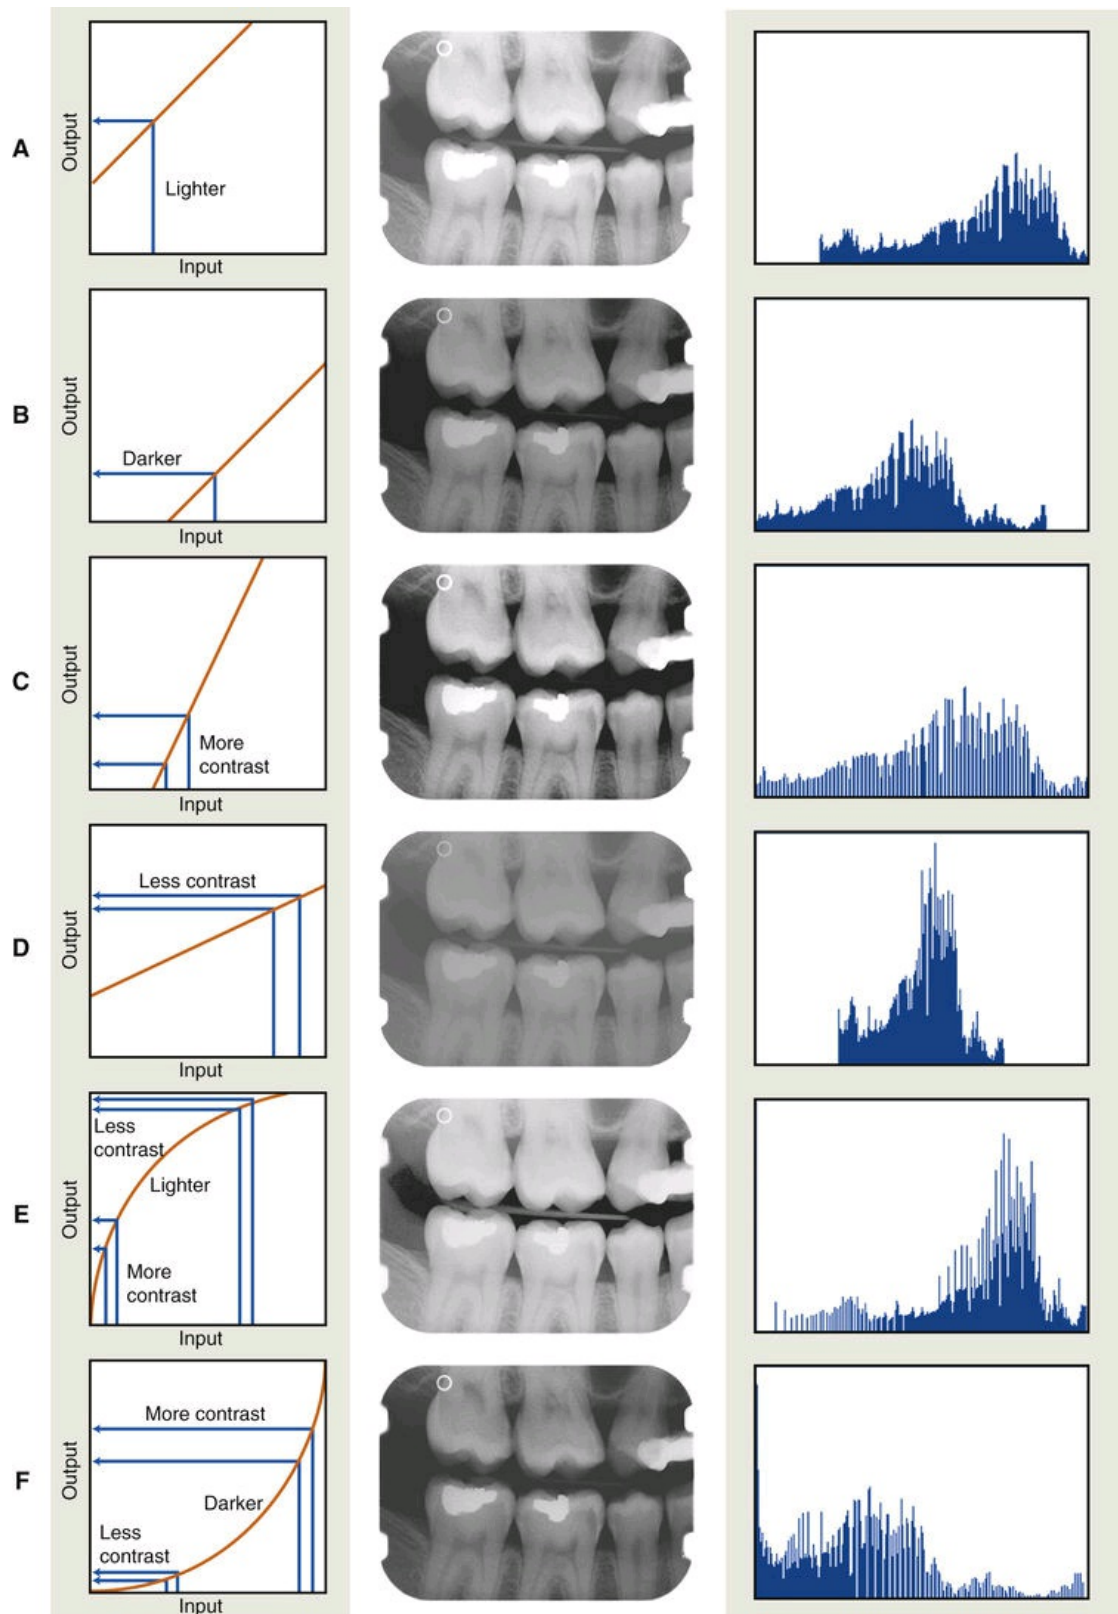 A
Output
Lighter
Input
B
Output
Darker
Input
C
Output
More
contrast
Input
D
Output
Less contrast
Input
E
Output
Less
contrast
Lighter
More
contrast
Input
F
Output
More contrast
Darker
Less
contrast
Input